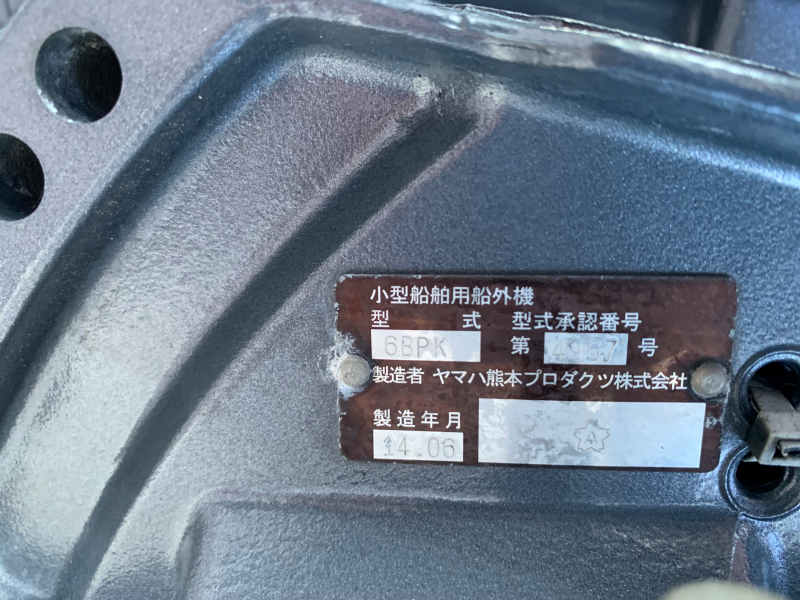 小型船舶用船外機
型 式 型式承認番号
6BPK 第 4957 号
製造者 ヤマハ熊本プロダクツ株式会社
製造年月
14.06
A